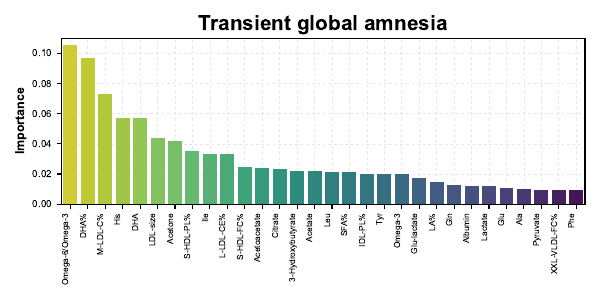 Transient global amnesia
Importance
0.10
0.08
0.06
0.04
0.02
0.00
Omega-6/Omega-3
DHA%
M-LDL-C%
His
DHA
LDL-size
Acetone
S-HDL-PL%
Ile
L-LDL-CE%
S-HDL-FC%
Acetoacetate
Citrate
3-Hydroxybutyrate
Acetate
Leu
SFA%
IDL-PL%
Tyr
Omega-3
Glu-lactate
LA%
Gln
Albumin
Lactate
Glu
Ala
Pyruvate
XXL-VLDL-FC%
Phe